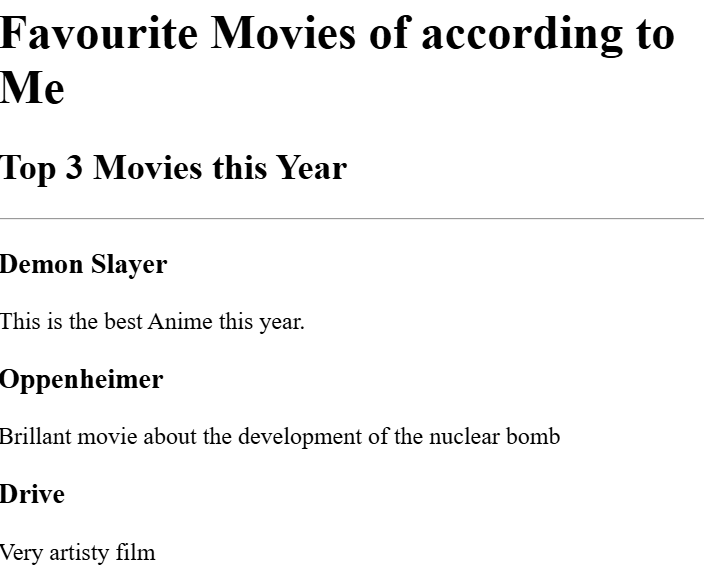 Favourite Movies of according to
Me
Top 3 Movies this Year
Demon Slayer
This is the best Anime this year.
Oppenheimer
Brillant movie about the development of the nuclear bomb
Drive
Very artisty film